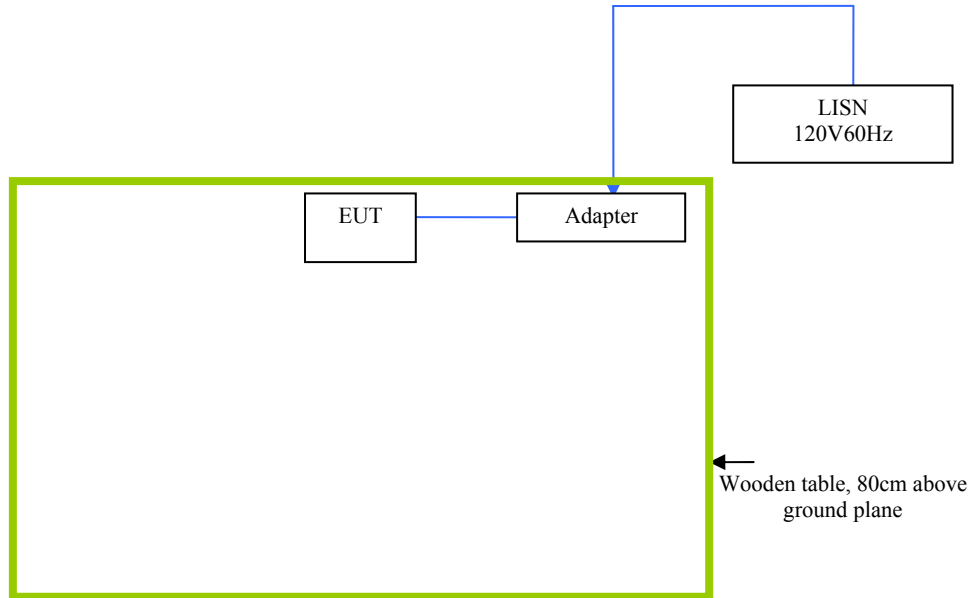 LISN
120V60Hz
EUT
Adapter
Wooden table, 80cm above
ground plane